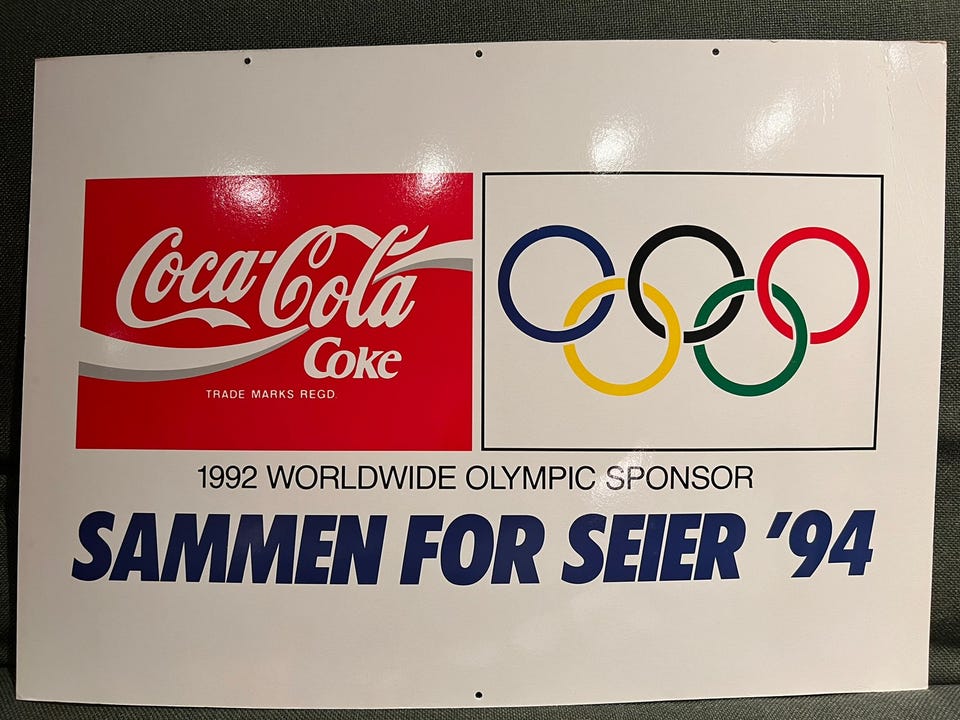 Coca-Cola
Coke
TRADE MARKS REGD.
1992 WORLDWIDE OLYMPIC SPONSOR
SAMMEN FOR SEIER '94